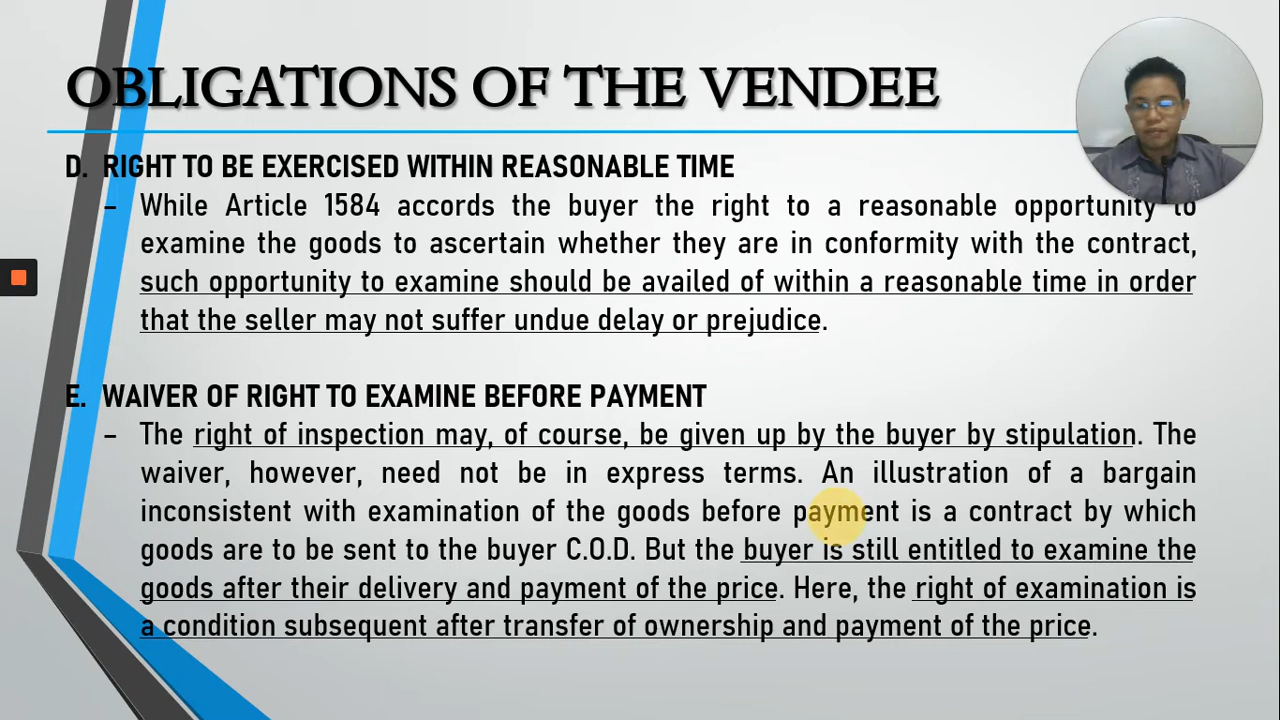 OBLIGATIONS OF THE VENDEE
D. RIGHT TO BE EXERCISED WITHIN REASONABLE TIME
– While Article 1584 accords the buyer the right to a reasonable opportunity to
examine the goods to ascertain whether they are in conformity with the contract,
such opportunity to examine should be availed of within a reasonable time in order
that the seller may not suffer undue delay or prejudice.
E. WAIVER OF RIGHT TO EXAMINE BEFORE PAYMENT
– The right of inspection may, of course, be given up by the buyer by stipulation. The
waiver, however, need not be in express terms. An illustration of a bargain
inconsistent with examination of the goods before payment is a contract by which
goods are to be sent to the buyer C.O.D. But the buyer is still entitled to examine the
goods after their delivery and payment of the price. Here, the right of examination is
a condition subsequent after transfer of ownership and payment of the price.